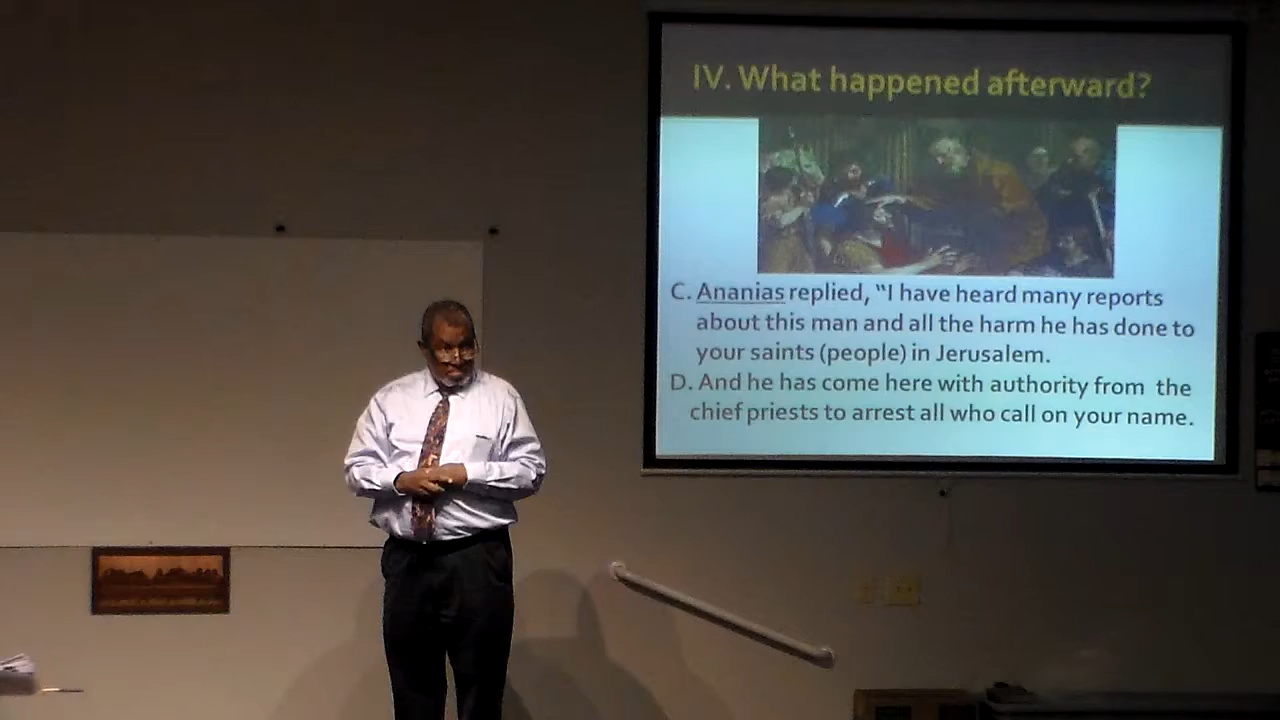 IV. What happened afterward?
C. Ananias replied, “I have heard many reports
about this man and all the harm he has done to
your saints (people) in Jerusalem.
D. And he has come here with authority from the
chief priests to arrest all who call on your name.